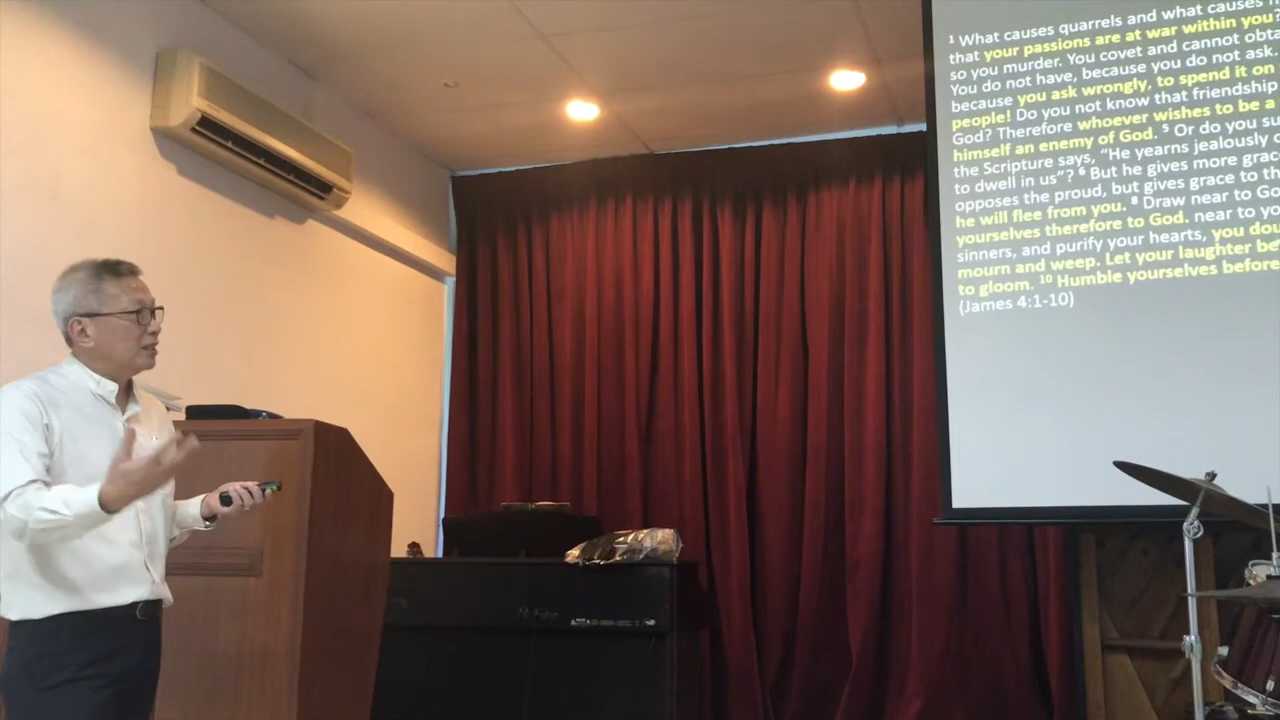 ¹ What causes quarrels and what causes
that your passions are at war within you?
so you murder. You covet and cannot obta
You do not have, because you do not ask.
because you ask wrongly, to spend it on
people! Do you not know that friendship
God? Therefore whoever wishes to be a
himself an enemy of God. ⁵ Or do you su
the Scripture says, “He yearns jealously
to dwell in us”? ⁶ But he gives more grac
opposes the proud, but gives grace to th
he will flee from you. ⁸ Draw near to Go
yourselves therefore to God. near to yo
sinners, and purify your hearts, you dou
mourn and weep. Let your laughter be
to gloom. ¹⁰ Humble yourselves before
(James 4:1-10)